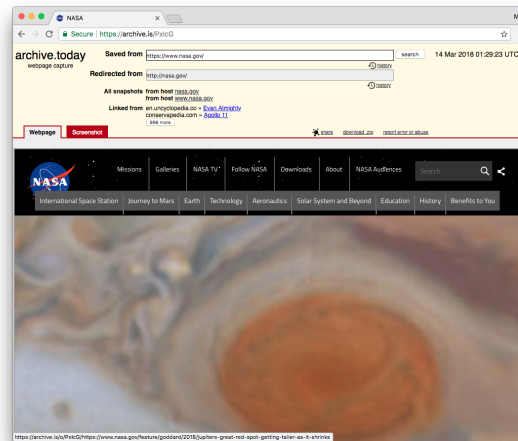 NASA
M
Secure | https://archive.is/PxIcG
archive.today
webpage capture
Saved from https://www.nasa.gov/ search 14 Mar 2018 01:29:23 UTC
history
Redirected from http://nasa.gov/
history
All snapshots from host nasa.gov
from host www.nasa.gov
Linked from en.uncyclopedia.co » Evan Almighty
conservapedia.com » Apollo 11
996 more
Webpage Screenshot share download .zip report error or abuse
Missions Galleries NASA TV Follow NASA Downloads About NASA Audiences Search
NASA
International Space Station Journey to Mars Earth Technology Aeronautics Solar System and Beyond Education History Benefits to You
https://archive.is/o/PxIcG/https://www.nasa.gov/feature/goddard/2018/jupiters-great-red-spot-getting-taller-as-it-shrinks